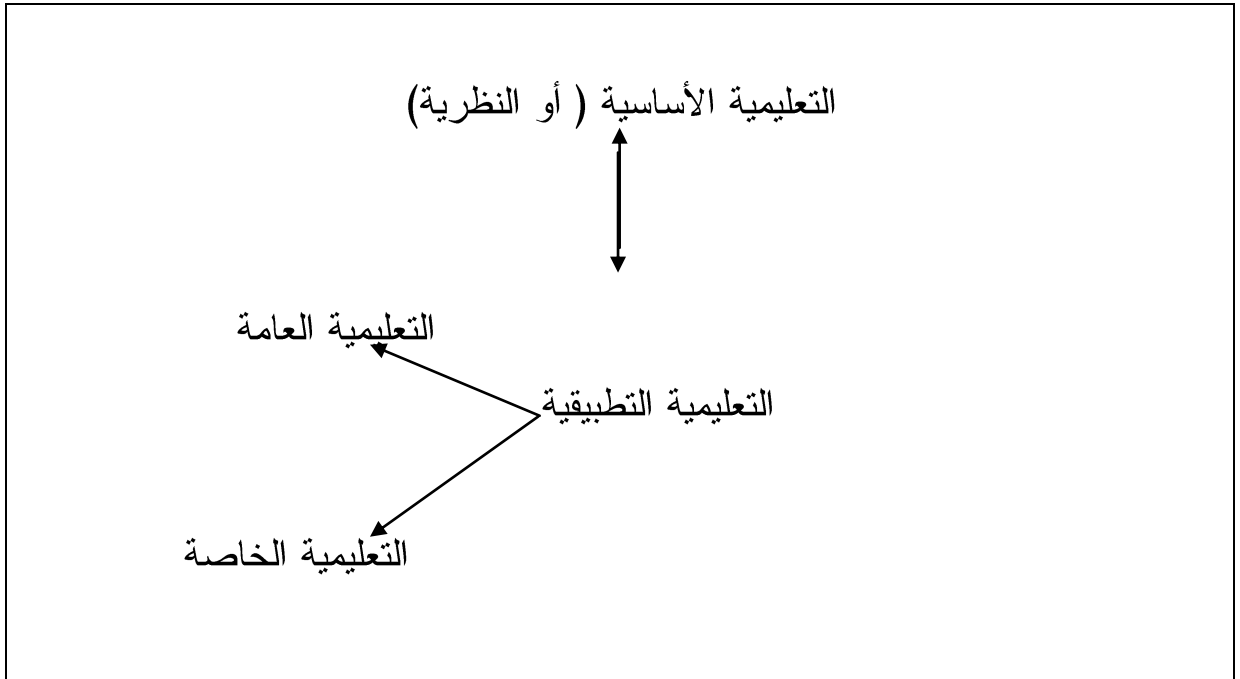 التعليمية الأساسية ( أو النظرية)
التعليمية العامة
التعليمية التطبيقية
التعليمية الخاصة